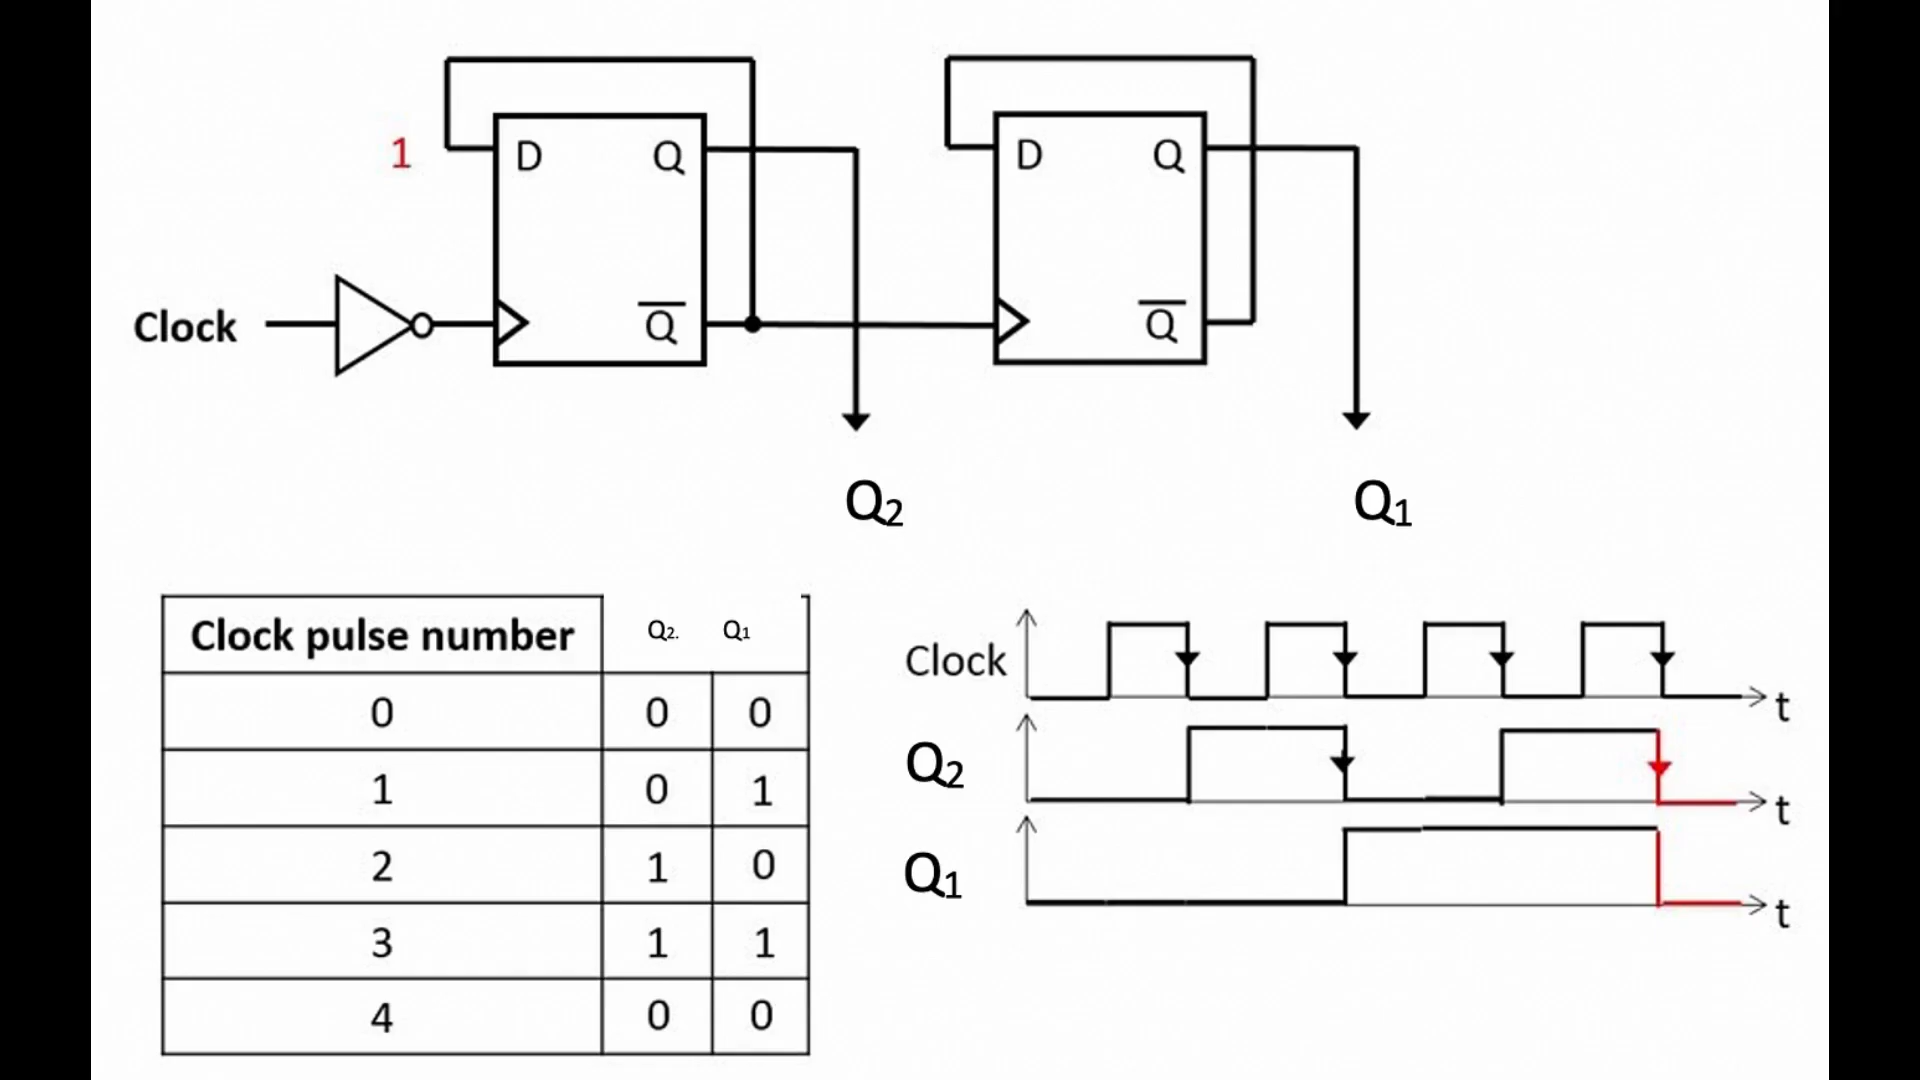 1 D Q D Q
Clock Q̅ Q̅
Q₂ Q₁
Clock pulse number Q₂. Q₁
0 0 0
1 0 1
2 1 0
3 1 1
4 0 0
Clock t
Q₂ t
Q₁ t